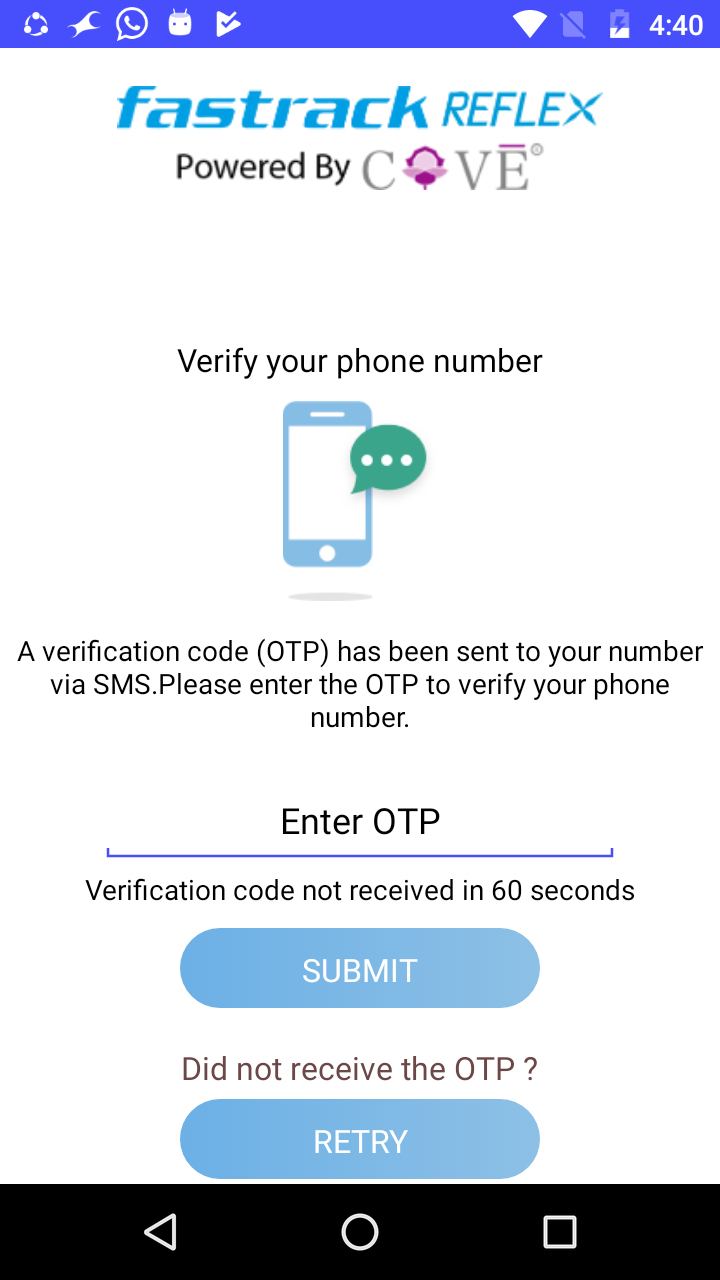 4:40
fastrack REFLEX
Powered By COVE®
Verify your phone number
A verification code (OTP) has been sent to your number
via SMS.Please enter the OTP to verify your phone
number.
Enter OTP
Verification code not received in 60 seconds
SUBMIT
Did not receive the OTP ?
RETRY